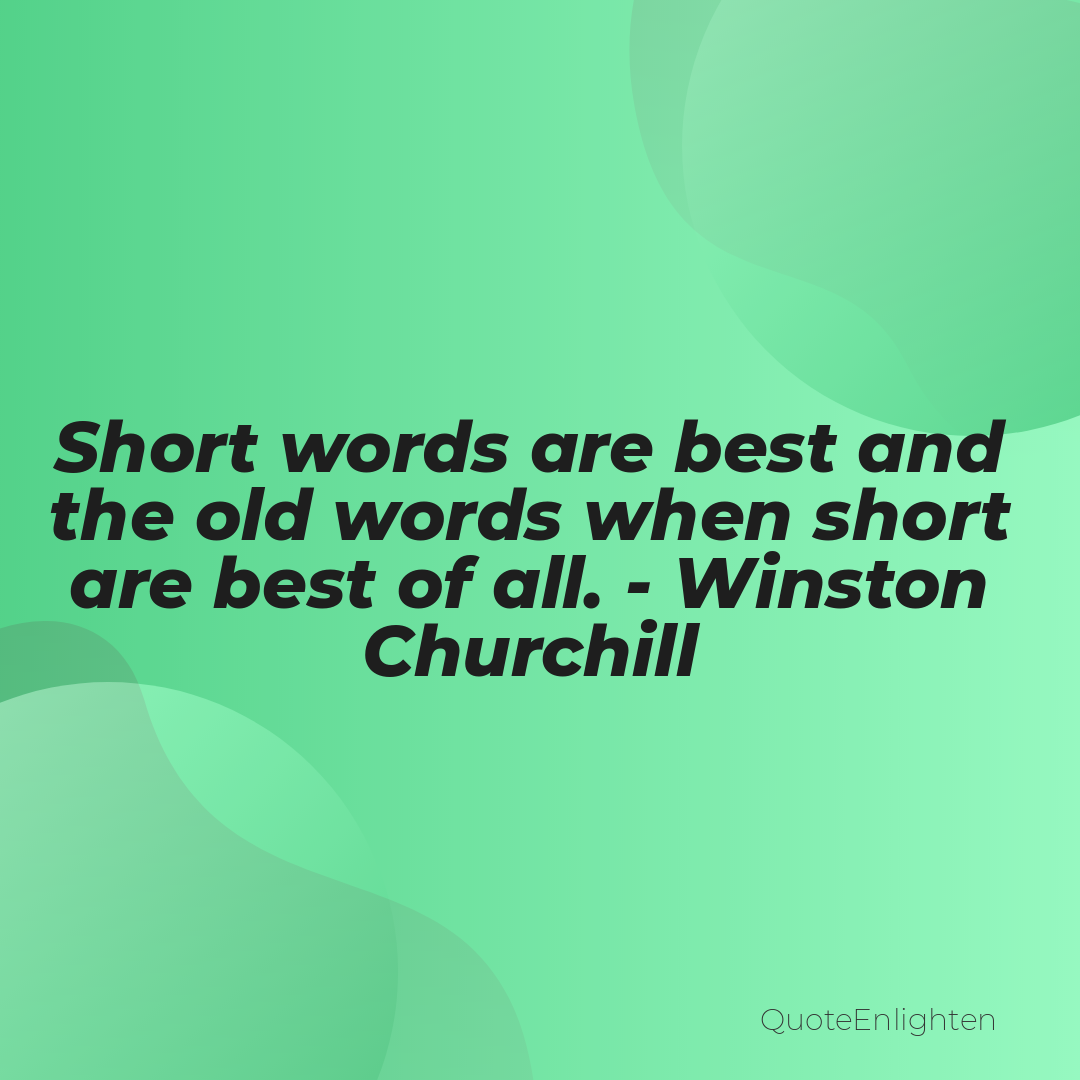 Short words are best and
the old words when short
are best of all. - Winston
Churchill
QuoteEnlighten